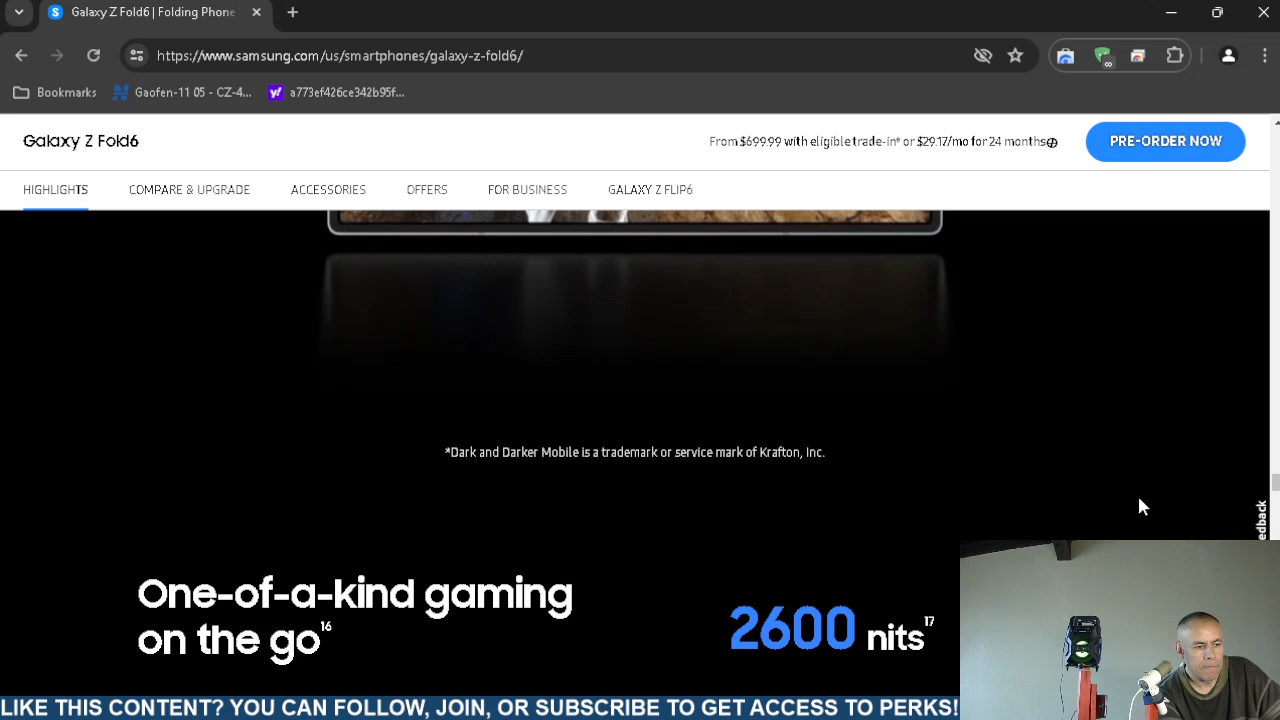 Galaxy Z Fold6 | Folding Phone
https://www.samsung.com/us/smartphones/galaxy-z-fold6/
Bookmarks
Gaofen-11 05 - CZ-4...
a773ef426ce342b95f...
Galaxy Z Fold6
From $699.99 with eligible trade-in* or $29.17/mo for 24 months
PRE-ORDER NOW
HIGHLIGHTS
COMPARE & UPGRADE
ACCESSORIES
OFFERS
FOR BUSINESS
GALAXY Z FLIP6
*Dark and Darker Mobile is a trademark or service mark of Krafton, Inc.
One-of-a-kind gaming
on the go16
2600 nits17
LIKE THIS CONTENT? YOU CAN FOLLOW, JOIN, OR SUBSCRIBE TO GET ACCESS TO PERKS!